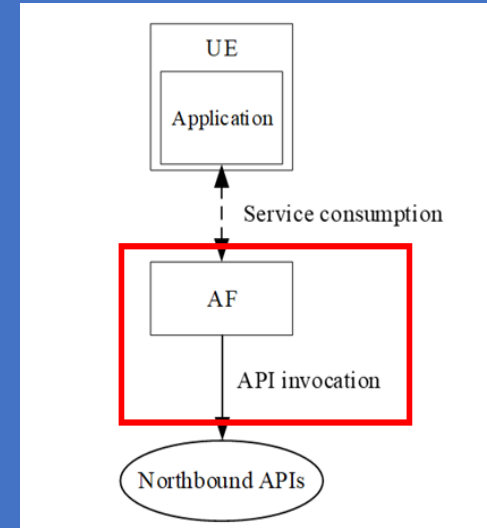 UE
Application
Service consumption
AF
API invocation
Northbound APIs